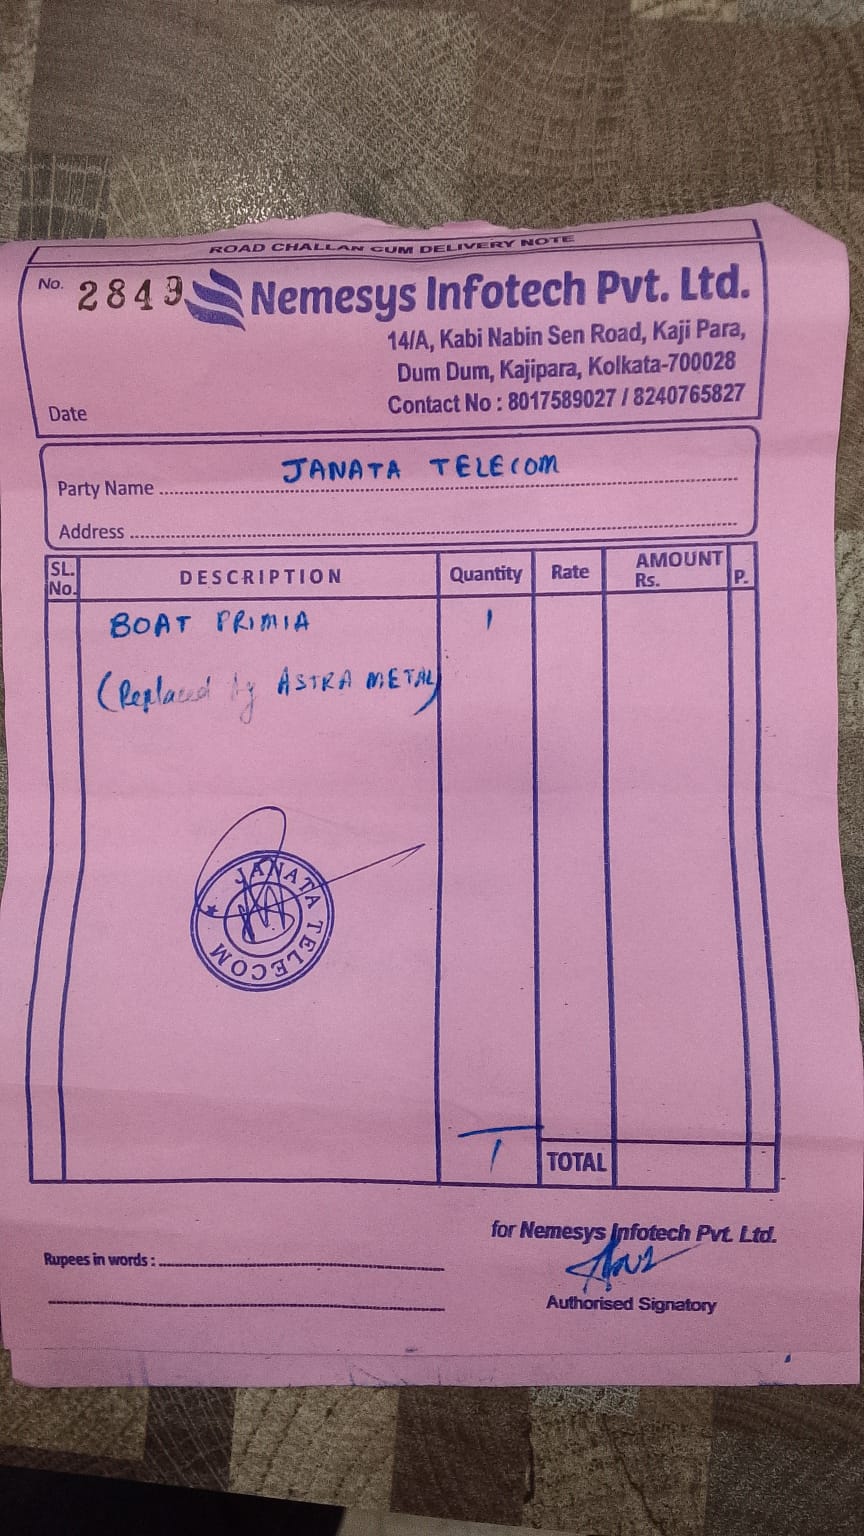 ROAD CHALLAN CUM DELIVERY NOTE
No. 2849
Nemesys Infotech Pvt. Ltd.
14/A, Kabi Nabin Sen Road, Kaji Para,
Dum Dum, Kajipara, Kolkata-700028
Contact No : 8017589027 / 8240765827
Date
Party Name JANATA TELECOM
Address
SL. No. DESCRIPTION Quantity Rate AMOUNT Rs. P.
BOAT PRIMIA 1
(Replaced by ASTRA METAL)
JANATA TELECOM
1 TOTAL
for Nemesys Infotech Pvt. Ltd.
Rupees in words :
Authorised Signatory